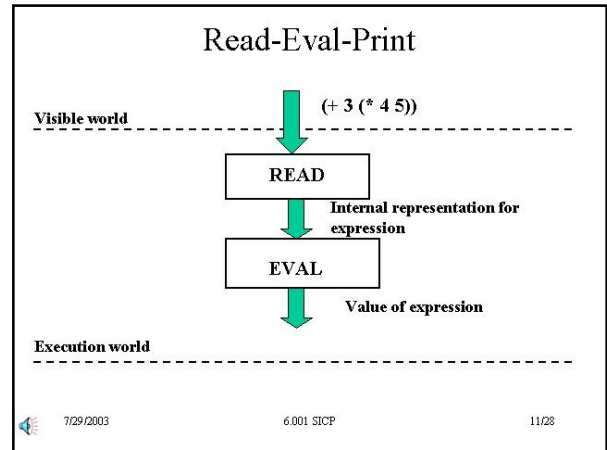 Read-Eval-Print
(+ 3 (* 4 5))
Visible world
READ
Internal representation for
expression
EVAL
Value of expression
Execution world
7/29/2003 6.001 SICP 11/28